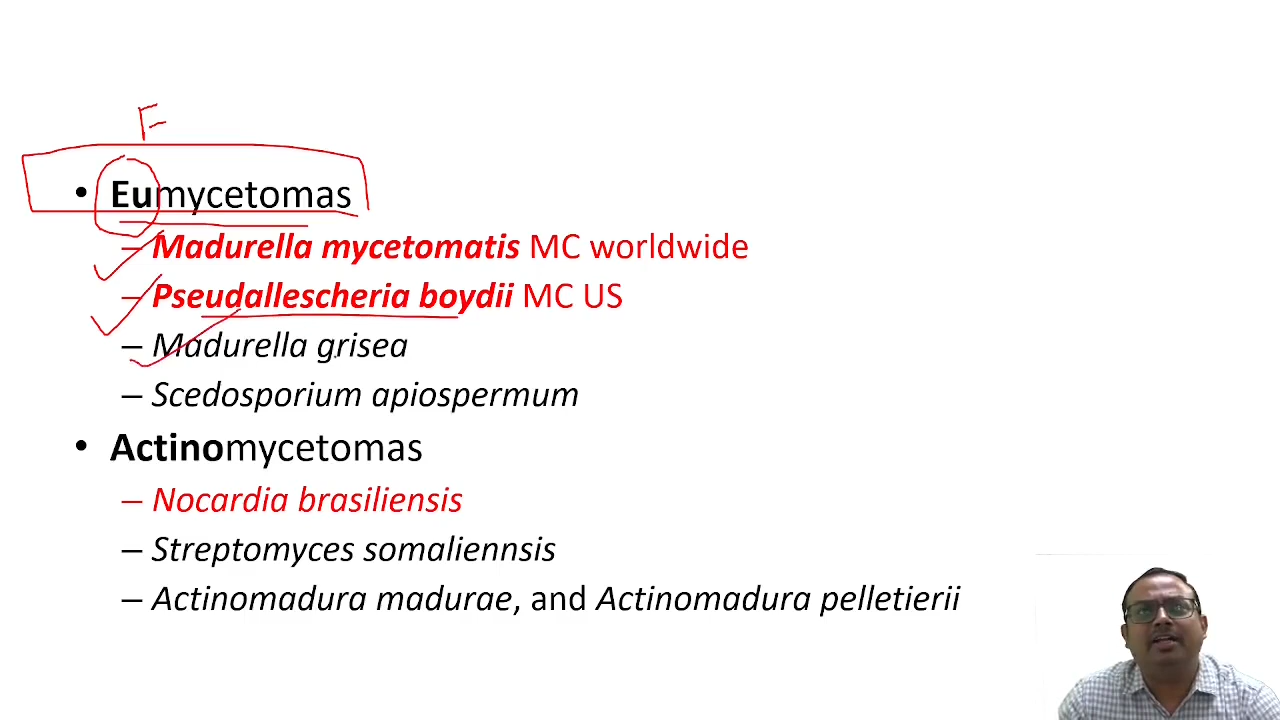 F
• Eumycetomas
– Madurella mycetomatis MC worldwide
– Pseudallescheria boydii MC US
– Madurella grisea
– Scedosporium apiospermum
• Actinomycetomas
– Nocardia brasiliensis
– Streptomyces somaliennsis
– Actinomadura madurae, and Actinomadura pelletierii